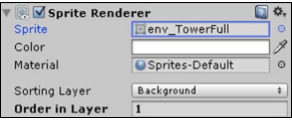 Sprite Renderer
Sprite env_TowerFull
Color
Material Sprites-Default
Sorting Layer Background
Order in Layer 1